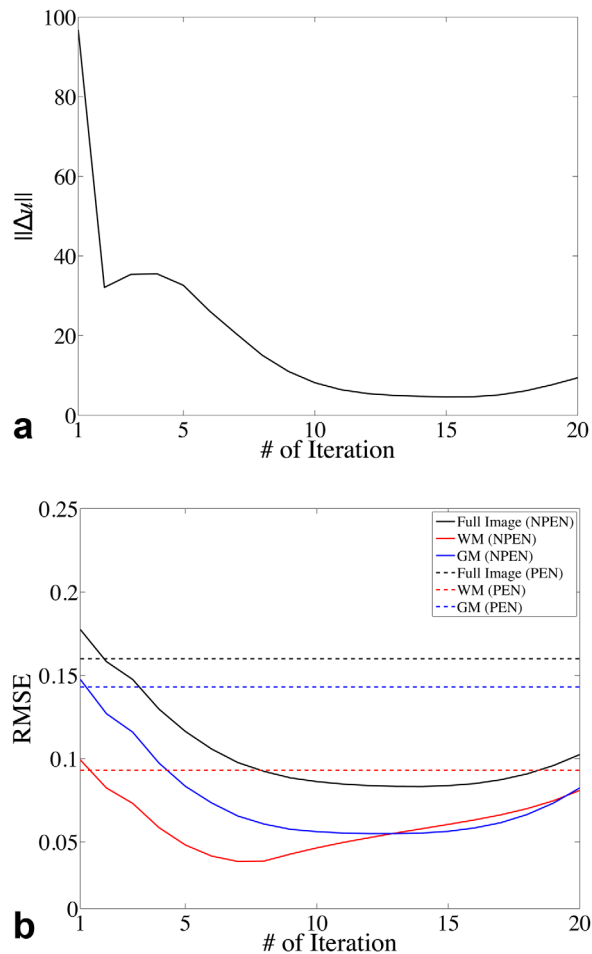 100
80
60
40
20
0
||Δu||
1 5 10 15 20
# of Iteration
a
0.25
0.2
0.15
0.1
0.05
0
RMSE
Full Image (NPEN)
WM (NPEN)
GM (NPEN)
Full Image (PEN)
WM (PEN)
GM (PEN)
1 5 10 15 20
# of Iteration
b